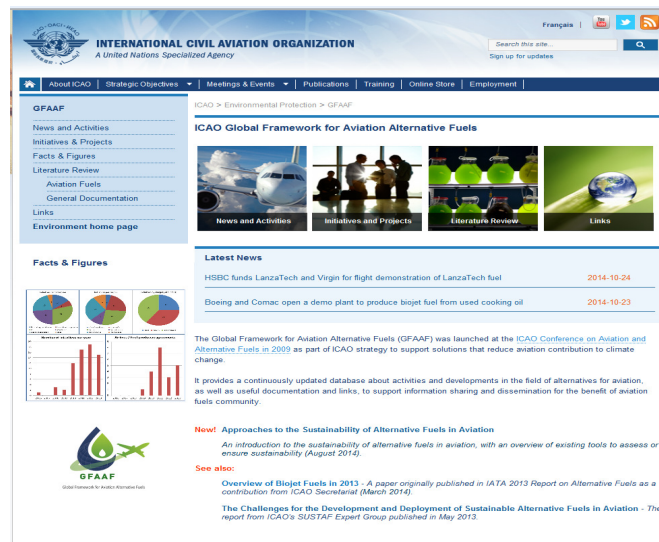 ICAO · OACI · ИКАО
Français |
You Tube
INTERNATIONAL CIVIL AVIATION ORGANIZATION
A United Nations Specialized Agency
Search this site...
Sign up for updates
About ICAO | Strategic Objectives | Meetings & Events | Publications | Training | Online Store | Employment |
GFAAF
News and Activities
Initiatives & Projects
Facts & Figures
Literature Review
Aviation Fuels
General Documentation
Links
Environment home page
Facts & Figures
GFAAF
Global Framework for Aviation Alternative Fuels
ICAO > Environmental Protection > GFAAF
ICAO Global Framework for Aviation Alternative Fuels
News and Activities
Initiatives and Projects
Literature Review
Links
Latest News
HSBC funds LanzaTech and Virgin for flight demonstration of LanzaTech fuel 2014-10-24
Boeing and Comac open a demo plant to produce biojet fuel from used cooking oil 2014-10-23
The Global Framework for Aviation Alternative Fuels (GFAAF) was launched at the ICAO Conference on Aviation and
Alternative Fuels in 2009 as part of ICAO strategy to support solutions that reduce aviation contribution to climate
change.
It provides a continuously updated database about activities and developments in the field of alternatives for aviation,
as well as useful documentation and links, to support information sharing and dissemination for the benefit of aviation
fuels community.
New! Approaches to the Sustainability of Alternative Fuels in Aviation
An introduction to the sustainability of alternative fuels in aviation, with an overview of existing tools to assess or
ensure sustainability (August 2014).
See also:
Overview of Biojet Fuels in 2013 - A paper originally published in IATA 2013 Report on Alternative Fuels as a
contribution from ICAO Secretariat (March 2014).
The Challenges for the Development and Deployment of Sustainable Alternative Fuels in Aviation - The
report from ICAO's SUSTAF Expert Group published in May 2013.